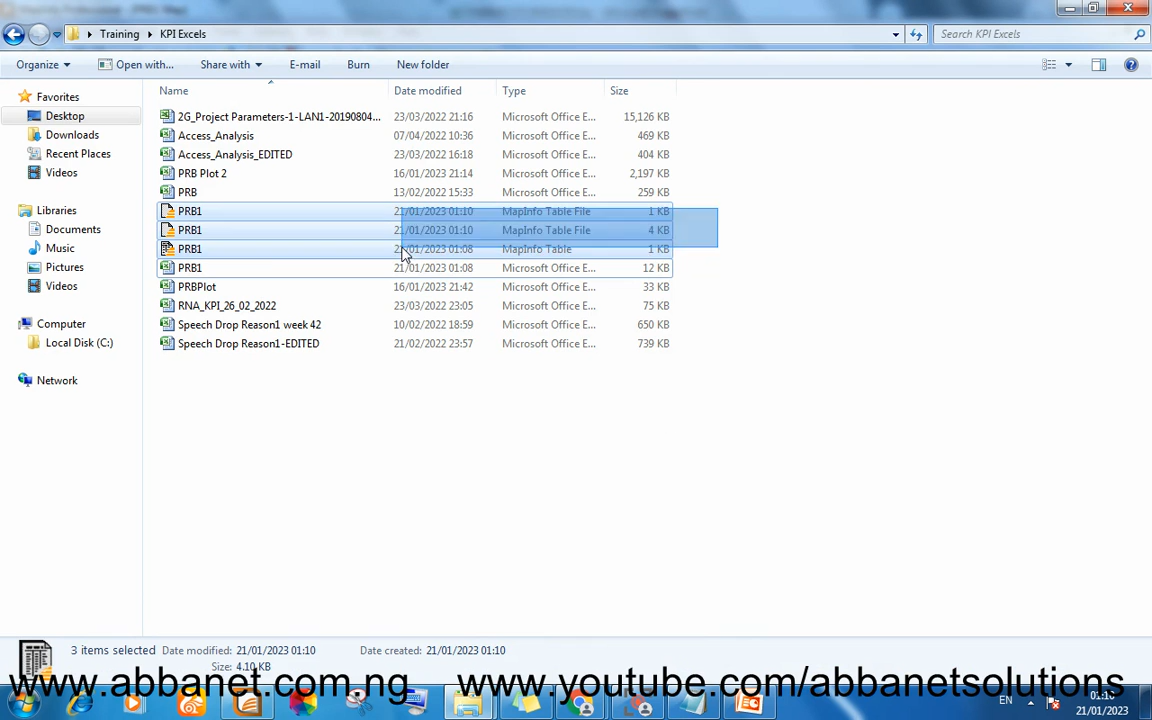 Training
KPI Excels
Search KPI Excels
Organize
Open with...
Share with
E-mail
Burn
New folder
Name
Date modified
Type
Size
Favorites
Desktop
Downloads
Recent Places
Videos
Libraries
Documents
Music
Pictures
Videos
Computer
Local Disk (C:)
Network
2G_Project Parameters-1-LAN1-20190804... 23/03/2022 21:16 Microsoft Office E... 15,126 KB
Access_Analysis 07/04/2022 10:36 Microsoft Office E... 469 KB
Access_Analysis_EDITED 23/03/2022 16:18 Microsoft Office E... 404 KB
PRB Plot 2 16/01/2023 21:14 Microsoft Office E... 2,197 KB
PRB 13/02/2022 15:33 Microsoft Office E... 259 KB
PRB1 21/01/2023 01:10 MapInfo Table File 1 KB
PRB1 21/01/2023 01:10 MapInfo Table File 4 KB
PRB1 21/01/2023 01:08 MapInfo Table 1 KB
PRB1 21/01/2023 01:08 Microsoft Office E... 12 KB
PRBPlot 16/01/2023 21:42 Microsoft Office E... 33 KB
RNA_KPI_26_02_2022 23/03/2022 23:05 Microsoft Office E... 75 KB
Speech Drop Reason1 week 42 10/02/2022 18:59 Microsoft Office E... 650 KB
Speech Drop Reason1-EDITED 21/02/2022 23:57 Microsoft Office E... 739 KB
3 items selected Date modified: 21/01/2023 01:10 Date created: 21/01/2023 01:10
Size: 4.10 KB
www.abbanet.com.ng www.youtube.com/abbanetsolutions
EN
21/01/2023